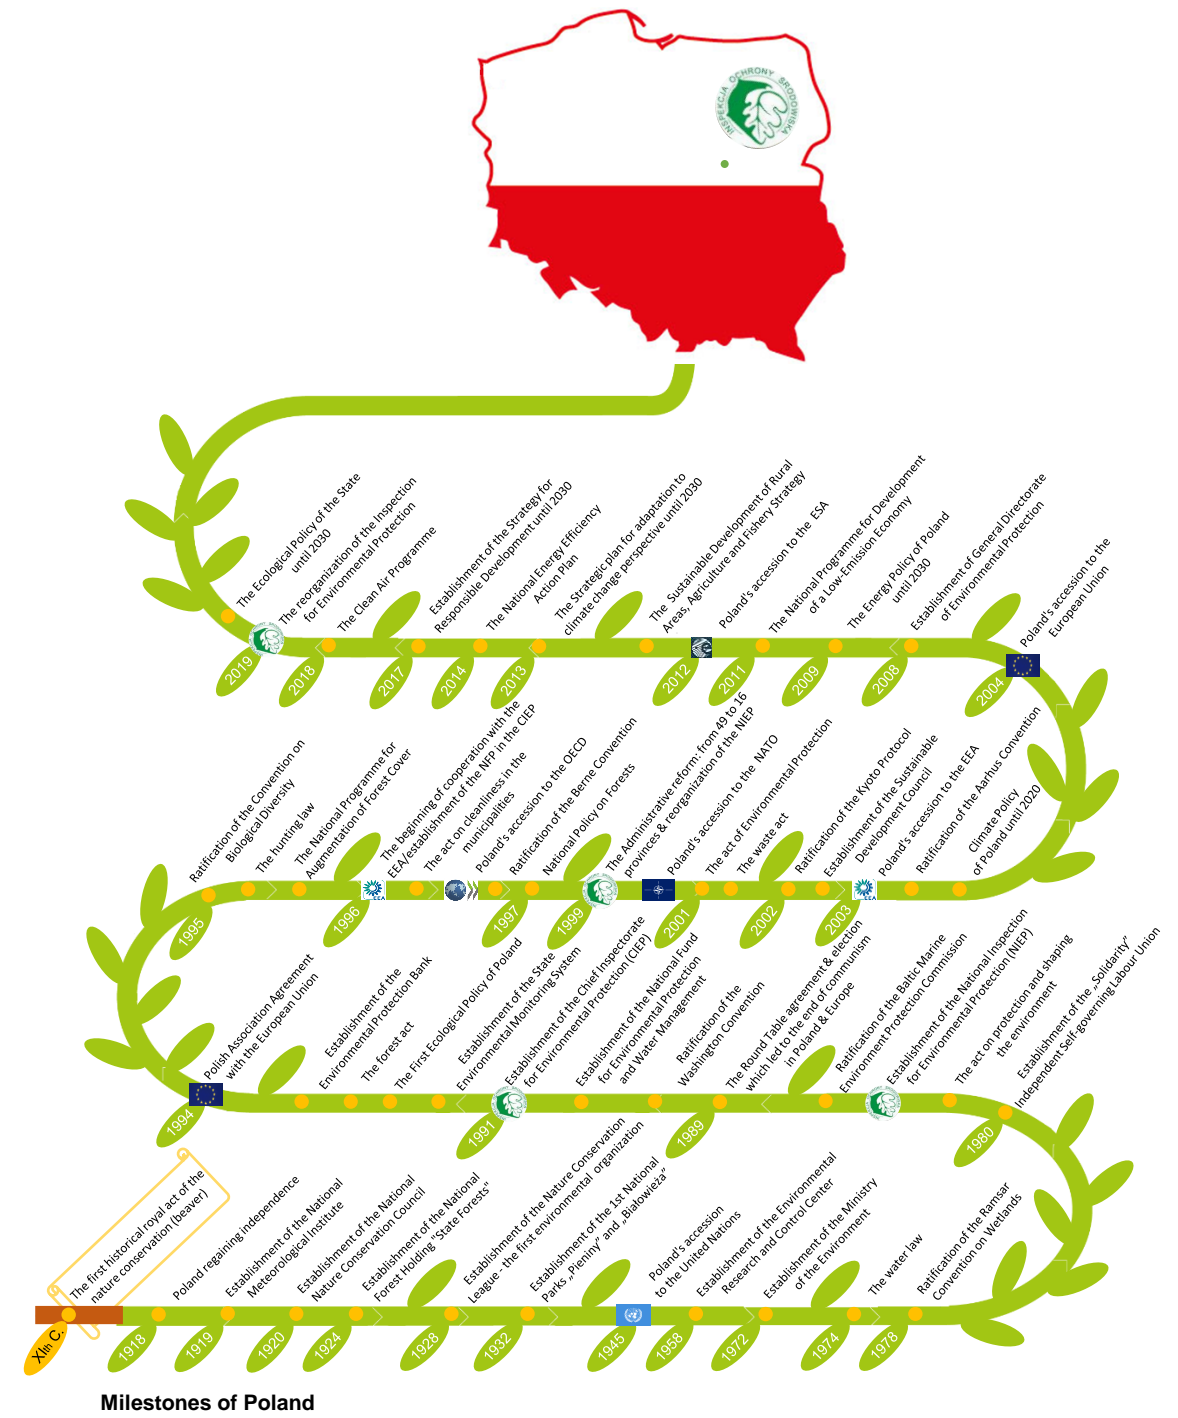 INSPEKCJA OCHRONY ŚRODOWISKA
The Ecological Policy of the State
until 2030
The reorganization of the Inspection
for Environmental Protection
The Clean Air Programme
Establishment of the Strategy for
Responsible Development until 2030
The National Energy Efficiency
Action Plan
The Strategic plan for adaptation to
climate change perspective until 2030
The Sustainable Development of Rural
Areas, Agriculture and Fishery Strategy
Poland's accession to the ESA
The National Programme for Development
of a Low-Emission Economy
The Energy Policy of Poland
until 2030
Establishment of General Directorate
of Environmental Protection
Poland's accession to the
European Union
2019
2018
2017
2014
2013
2012
2011
2009
2008
2004
Ratification of the Convention on
Biological Diversity
The hunting law
The National Programme for
Augmentation of Forest Cover
The beginning of cooperation with the
EEA/establishment of the NFP in the CIEP
The act on cleanliness in the
municipalities
Poland's accession to the OECD
Ratification of the Berne Convention
National Policy on Forests
The Administrative reform: from 49 to 16
provinces & reorganization of the NIEP
Poland's accession to the NATO
The act of Environmental Protection
The waste act
Ratification of the Kyoto Protocol
Establishment of the Sustainable
Development Council
Poland's accession to the EEA
Ratification of the Aarhus Convention
Climate Policy
of Poland until 2020
EEA
EEA
1995
1996
1997
1999
2001
2002
2003
Polish Association Agreement
with the European Union
Establishment of the
Environmental Protection Bank
The forest act
The First Ecological Policy of Poland
Establishment of the State
Environmental Monitoring System
Establishment of the Chief Inspectorate
for Environmental Protection (CIEP)
Establishment of the National Fund
for Environmental Protection
and Water Management
Ratification of the
Washington Convention
The Round Table agreement & election
which led to the end of communism
in Poland & Europe
Ratification of the Baltic Marine
Environment Protection Commission
Establishment of the National Inspection
for Environmental Protection (NIEP)
The act on protection and shaping
the environment
Establishment of the „Solidarity”
Independent Self-governing Labour Union
1994
1991
1989
1980
The first historical royal act of the
nature conservation (beaver)
Poland regaining independence
Establishment of the National
Meteorological Institute
Establishment of the National
Nature Conservation Council
Establishment of the National
Forest Holding "State Forests"
Establishment of the Nature Conservation
League - the first environmental organization
Establishment of the 1st National
Parks „Pieniny” and „Białowieża”
Poland's accession
to the United Nations
Establishment of the Environmental
Research and Control Center
Establishment of the Ministry
of the Environment
The water law
Ratification of the Ramsar
Convention on Wetlands
XIth C.
1918
1919
1920
1924
1928
1932
1945
1958
1972
1974
1978
Milestones of Poland